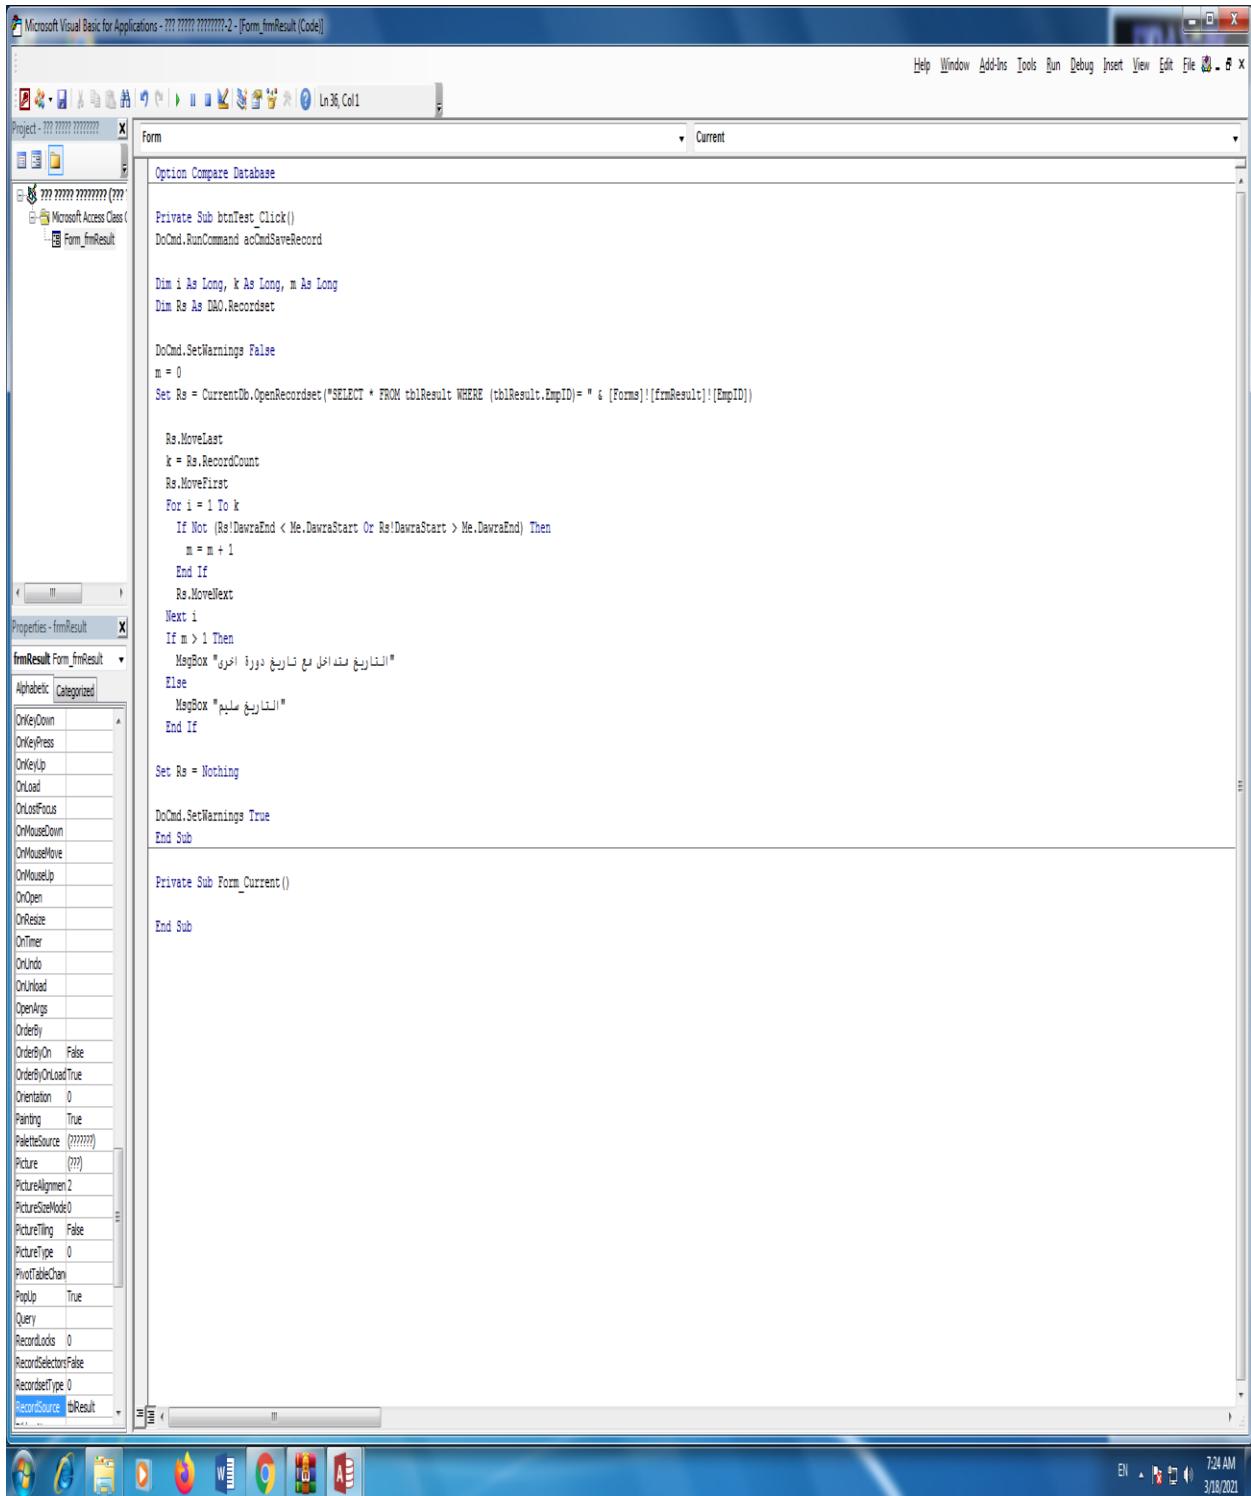 Microsoft Visual Basic for Applications - ??? ????? ????????-2 - [Form_frmResult (Code)]
Help Window Add-Ins Tools Run Debug Insert View Edit File
Ln 36, Col 1
Project - ??? ????? ????????
??? ????? ???????? (???
Microsoft Access Class
Form_frmResult
Properties - frmResult
frmResult Form_frmResult
Alphabetic Categorized
OnKeyDown
OnKeyPress
OnKeyUp
OnLoad
OnLostFocus
OnMouseDown
OnMouseMove
OnMouseUp
OnOpen
OnResize
OnTimer
OnUndo
OnUnload
OpenArgs
OrderBy
OrderByOn False
OrderByOnLoad True
Orientation 0
Painting True
PaletteSource (???????)
Picture (???)
PictureAlignmen 2
PictureSizeMode 0
PictureTiling False
PictureType 0
PivotTableChan
PopUp True
Query
RecordLocks 0
RecordSelectors False
RecordsetType 0
RecordSource tblResult
Form Current
Option Compare Database
Private Sub btnTest_Click()
DoCmd.RunCommand acCmdSaveRecord
Dim i As Long, k As Long, m As Long
Dim Rs As DAO.Recordset
DoCmd.SetWarnings False
m = 0
Set Rs = CurrentDb.OpenRecordset("SELECT * FROM tblResult WHERE (tblResult.EmpID)= " & [Forms]![frmResult]![EmpID])
Rs.MoveLast
k = Rs.RecordCount
Rs.MoveFirst
For i = 1 To k
If Not (Rs!DawraEnd < Me.DawraStart Or Rs!DawraStart > Me.DawraEnd) Then
m = m + 1
End If
Rs.MoveNext
Next i
If m > 1 Then
MsgBox "التاريخ متداخل مع تاريخ دورة اخرى"
Else
MsgBox "التاريخ سليم"
End If
Set Rs = Nothing
DoCmd.SetWarnings True
End Sub
Private Sub Form_Current()
End Sub
EN
7:24 AM
3/18/2021